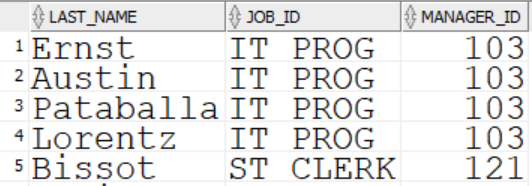 LAST_NAME JOB_ID MANAGER_ID
1 Ernst IT PROG 103
2 Austin IT PROG 103
3 Pataballa IT PROG 103
4 Lorentz IT PROG 103
5 Bissot ST CLERK 121